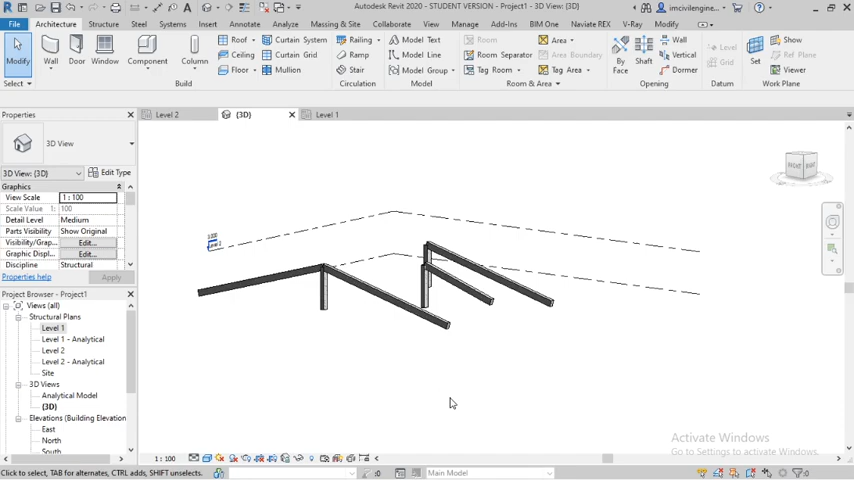 Autodesk Revit 2020 - STUDENT VERSION - Project1 - 3D View: {3D}
imcivilengine...
File Architecture Structure Steel Systems Insert Annotate Analyze Massing & Site Collaborate View Manage Add-Ins BIM One Naviate REX V-Ray Modify
Modify Wall Door Window Component Column
Roof Curtain System
Ceiling Curtain Grid
Floor Mullion
Railing
Ramp
Stair
Model Text
Model Line
Model Group
Room
Room Separator
Tag Room
Area
Area Boundary
Tag Area
By Face Shaft
Wall
Vertical
Dormer
Level
Grid
Set
Show
Ref Plane
Viewer
Select Build Circulation Model Room & Area Opening Datum Work Plane
Properties
Level 2 {3D} Level 1
3D View
3D View: {3D} Edit Type
Graphics
View Scale 1 : 100
Scale Value 1: 100
Detail Level Medium
Parts Visibility Show Original
Visibility/Grap... Edit...
Graphic Displ... Edit...
Discipline Structural
Properties help Apply
Project Browser - Project1
Views (all)
Structural Plans
Level 1
Level 1 - Analytical
Level 2
Level 2 - Analytical
Site
3D Views
Analytical Model
{3D}
Elevations (Building Elevation
East
North
South
RIGHT
Activate Windows
Go to Settings to activate Windows.
1 : 100
Click to select, TAB for alternates, CTRL adds, SHIFT unselects.
:0
Main Model
:0